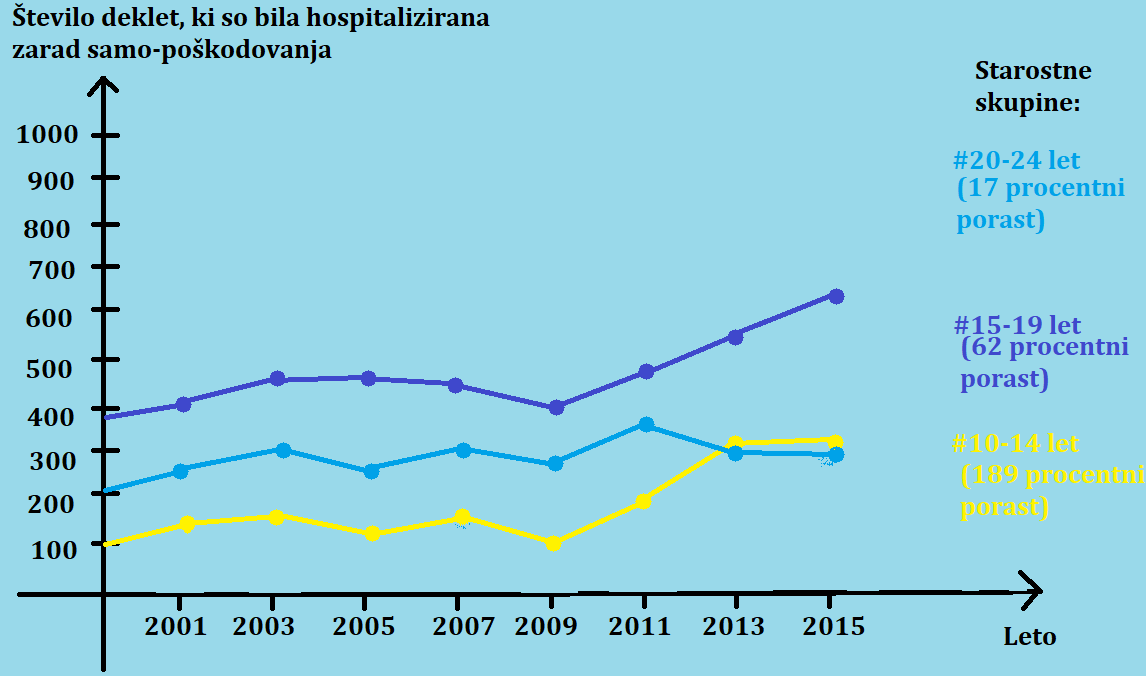 Število deklet, ki so bila hospitalizirana
zarad samo-poškodovanja
Starostne
skupine:
#20-24 let
(17 procentni
porast)
#15-19 let
(62 procentni
porast)
#10-14 let
(189 procentni
porast)
1000
900
800
700
600
500
400
300
200
100
2001 2003 2005 2007 2009 2011 2013 2015
Leto